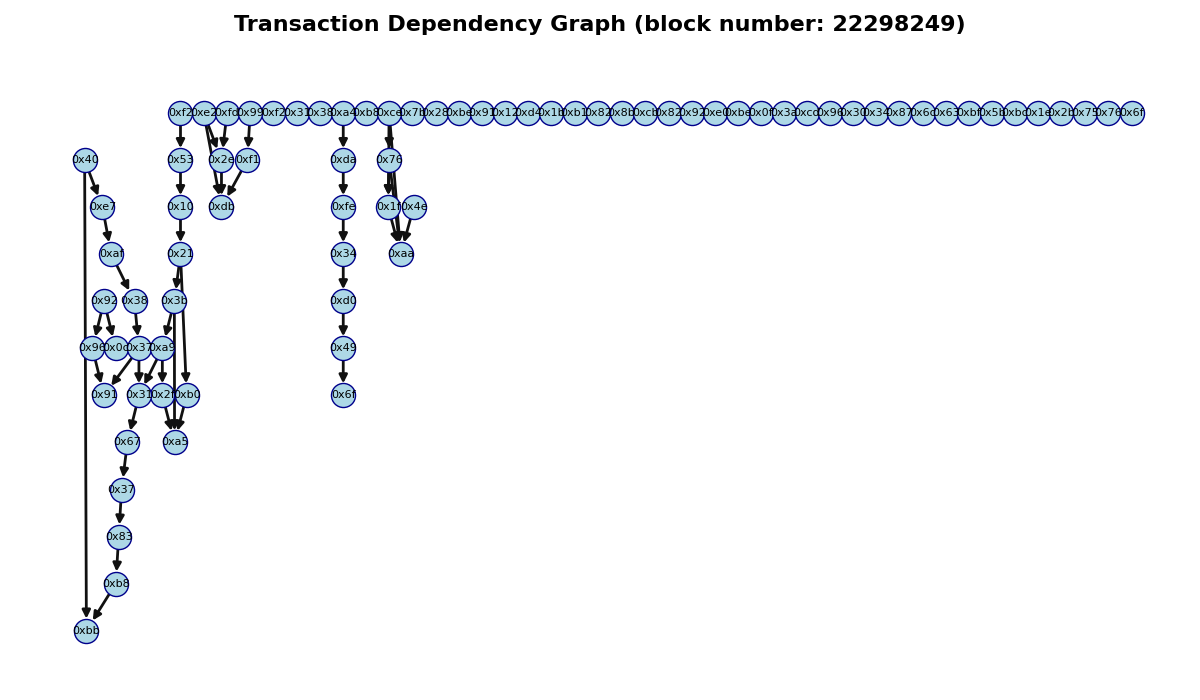 Transaction Dependency Graph (block number: 22298249)
0xf2 0xe2 0xfd 0x99 0xf2 0x31 0x38 0xa4 0xb8 0xce 0x7b 0x28 0xbe 0x91 0x12 0xd4 0x1b 0xb1 0x82 0x8b 0xcb 0x82 0x92 0xe0 0xbe 0x0f 0x3a 0xcd 0x96 0x30 0x34 0x87 0x6c 0x63 0xbf 0x5b 0xbc 0x1e 0x2b 0x75 0x76 0x6f
0x40 0x53 0x2e 0xf1 0xda 0x76
0xe7 0x10 0xdb 0xfe 0x1f 0x4e
0xaf 0x21 0x34 0xaa
0x92 0x38 0x3b 0xd0
0x96 0x37 0xa9 0x49
0x91 0x31 0xb0 0x6f
0x67 0xa5
0x37
0x83
0xb8
0xbb